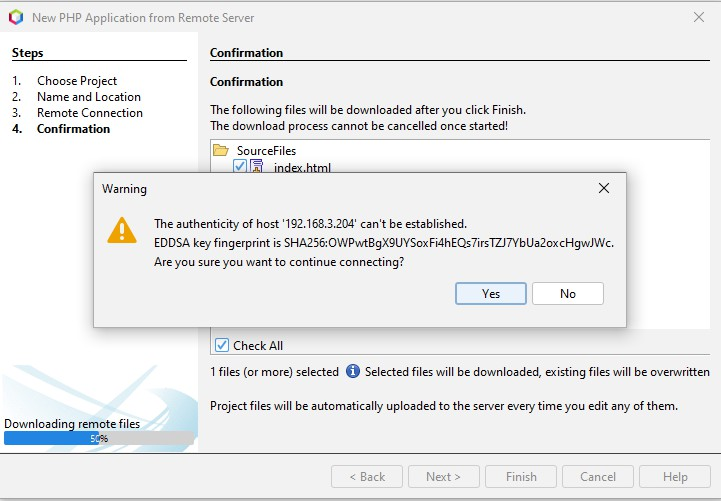 New PHP Application from Remote Server
Steps
1. Choose Project
2. Name and Location
3. Remote Connection
4. Confirmation
Confirmation
Confirmation
The following files will be downloaded after you click Finish.
The download process cannot be cancelled once started!
SourceFiles
index.html
Warning
The authenticity of host '192.168.3.204' can't be established.
EDDSA key fingerprint is SHA256:OWPwtBgX9UYSoxFi4hEQs7irsTZJ7YbUa2oxcHgwJWc.
Are you sure you want to continue connecting?
Yes No
Check All
1 files (or more) selected Selected files will be downloaded, existing files will be overwritten
Project files will be automatically uploaded to the server every time you edit any of them.
Downloading remote files
50%
< Back Next > Finish Cancel Help